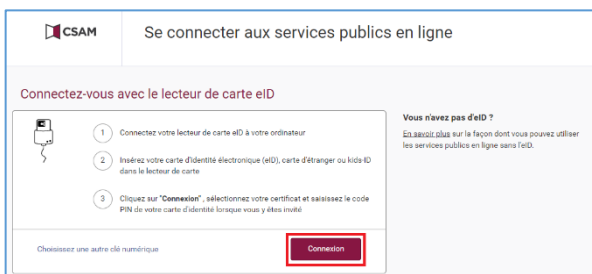 CSAM
Se connecter aux services publics en ligne
Connectez-vous avec le lecteur de carte eID
1 Connectez votre lecteur de carte eID à votre ordinateur
2 Insérez votre carte d'identité électronique (eID), carte d'étranger ou kids-ID
dans le lecteur de carte
3 Cliquez sur "Connexion" , sélectionnez votre certificat et saisissez le code
PIN de votre carte d'identité lorsque vous y êtes invité
Choisissez une autre clé numérique
Connexion
Vous n'avez pas d'eID ?
En savoir plus sur la façon dont vous pouvez utiliser
les services publics en ligne sans l'eID.